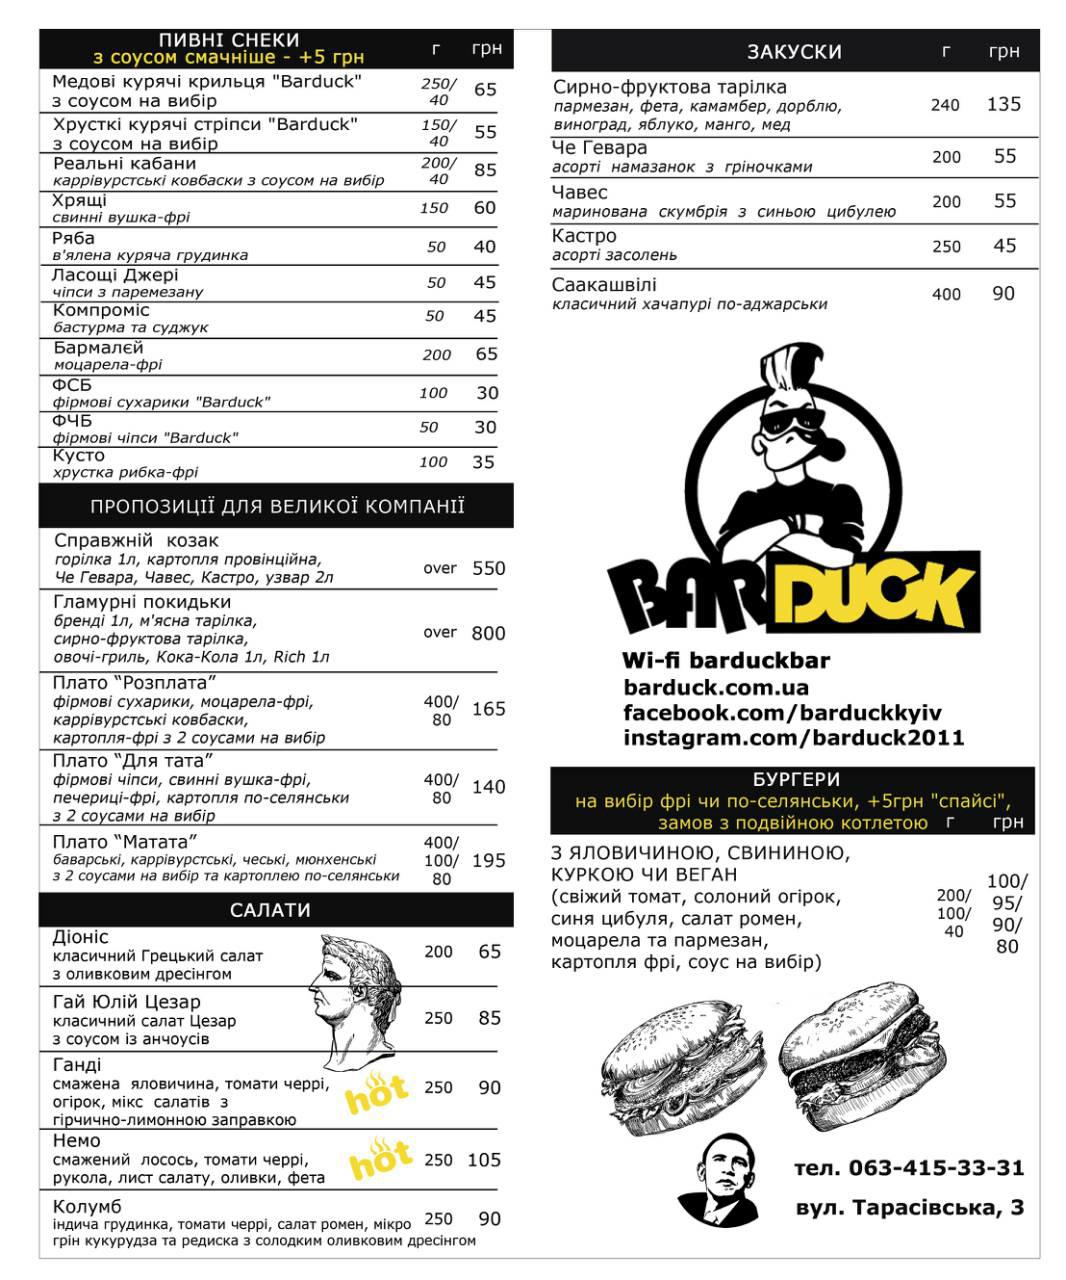 ПИВНІ СНЕКИ
з соусом смачніше - +5 грн
г грн
Медові курячі крильця "Barduck"
з соусом на вибір
250/
40
65
Хрусткі курячі стріпси "Barduck"
з соусом на вибір
150/
40
55
Реальні кабани
каррівурстські ковбаски з соусом на вибір
200/
40
85
Хрящі
свинні вушка-фрі
150 60
Ряба
в'ялена куряча грудинка
50 40
Ласощі Джері
чіпси з паремезану
50 45
Компроміс
бастурма та суджук
50 45
Бармалєй
моцарела-фрі
200 65
ФСБ
фірмові сухарики "Barduck"
100 30
ФЧБ
фірмові чіпси "Barduck"
50 30
Кусто
хрустка рибка-фрі
100 35
ПРОПОЗИЦІЇ ДЛЯ ВЕЛИКОЇ КОМПАНІЇ
Справжній козак
горілка 1л, картопля провінційна,
Че Гевара, Чавес, Кастро, узвар 2л
over 550
Гламурні покидьки
бренді 1л, м'ясна тарілка,
сирно-фруктова тарілка,
овочі-гриль, Кока-Кола 1л, Rich 1л
over 800
Плато “Розплата”
фірмові сухарики, моцарела-фрі,
каррівурстські ковбаски,
картопля-фрі з 2 соусами на вибір
400/
80
165
Плато “Для тата”
фірмові чіпси, свинні вушка-фрі,
печериці-фрі, картопля по-селянськи
з 2 соусами на вибір
400/
80
140
Плато “Матата”
баварські, каррівурстські, чеські, мюнхенські
з 2 соусами на вибір та картоплею по-селянськи
400/
100/
80
195
САЛАТИ
Діоніс
класичний Грецький салат
з оливковим дресінгом
200 65
Гай Юлій Цезар
класичний салат Цезар
з соусом із анчоусів
250 85
Ганді
смажена яловичина, томати черрі,
огірок, мікс салатів з
гірчично-лимонною заправкою
hot
250 90
Немо
смажений лосось, томати черрі,
рукола, лист салату, оливки, фета
hot
250 105
Колумб
індича грудинка, томати черрі, салат ромен, мікро
грін кукурудза та редиска з солодким оливковим дресінгом
250 90
ЗАКУСКИ г грн
Сирно-фруктова тарілка
пармезан, фета, камамбер, дорблю,
виноград, яблуко, манго, мед
240 135
Че Гевара
асорті намазанок з гріночками
200 55
Чавес
маринована скумбрія з синьою цибулею
200 55
Кастро
асорті засолень
250 45
Саакашвілі
класичний хачапурі по-аджарськи
400 90
BARDUCK
Wi-fi barduckbar
barduck.com.ua
facebook.com/barduckkyiv
instagram.com/barduck2011
БУРГЕРИ
на вибір фрі чи по-селянськи, +5грн "спайсі",
замов з подвійною котлетою г грн
З ЯЛОВИЧИНОЮ, СВИНИНОЮ,
КУРКОЮ ЧИ ВЕГАН
(свіжий томат, солоний огірок,
синя цибуля, салат ромен,
моцарела та пармезан,
картопля фрі, соус на вибір)
200/
100/
40
100/
95/
90/
80
тел. 063-415-33-31
вул. Тарасівська, 3